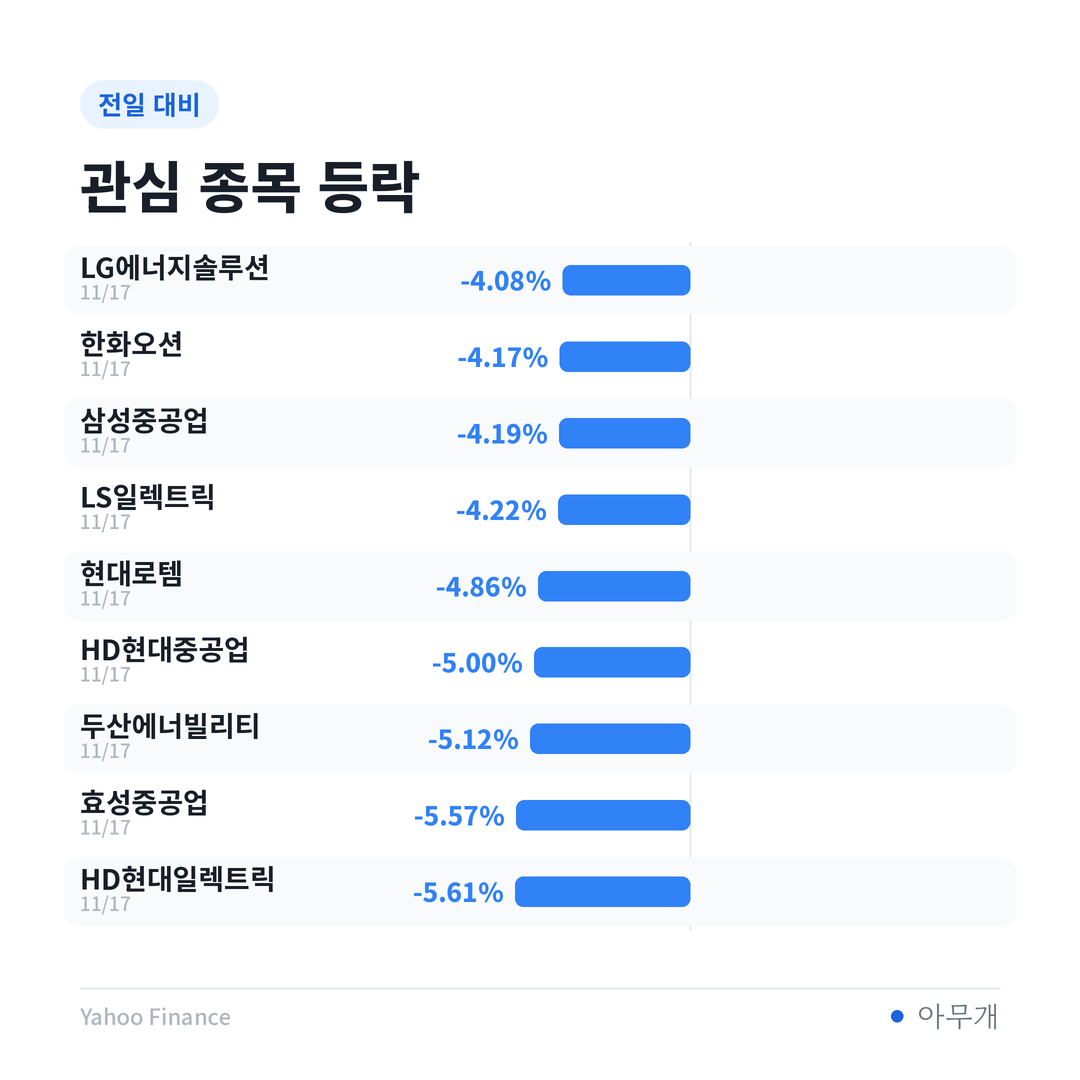 전일 대비
관심 종목 등락
LG에너지솔루션
11/17
-4.08%
한화오션
11/17
-4.17%
삼성중공업
11/17
-4.19%
LS일렉트릭
11/17
-4.22%
현대로템
11/17
-4.86%
HD현대중공업
11/17
-5.00%
두산에너빌리티
11/17
-5.12%
효성중공업
11/17
-5.57%
HD현대일렉트릭
11/17
-5.61%
Yahoo Finance
아무개